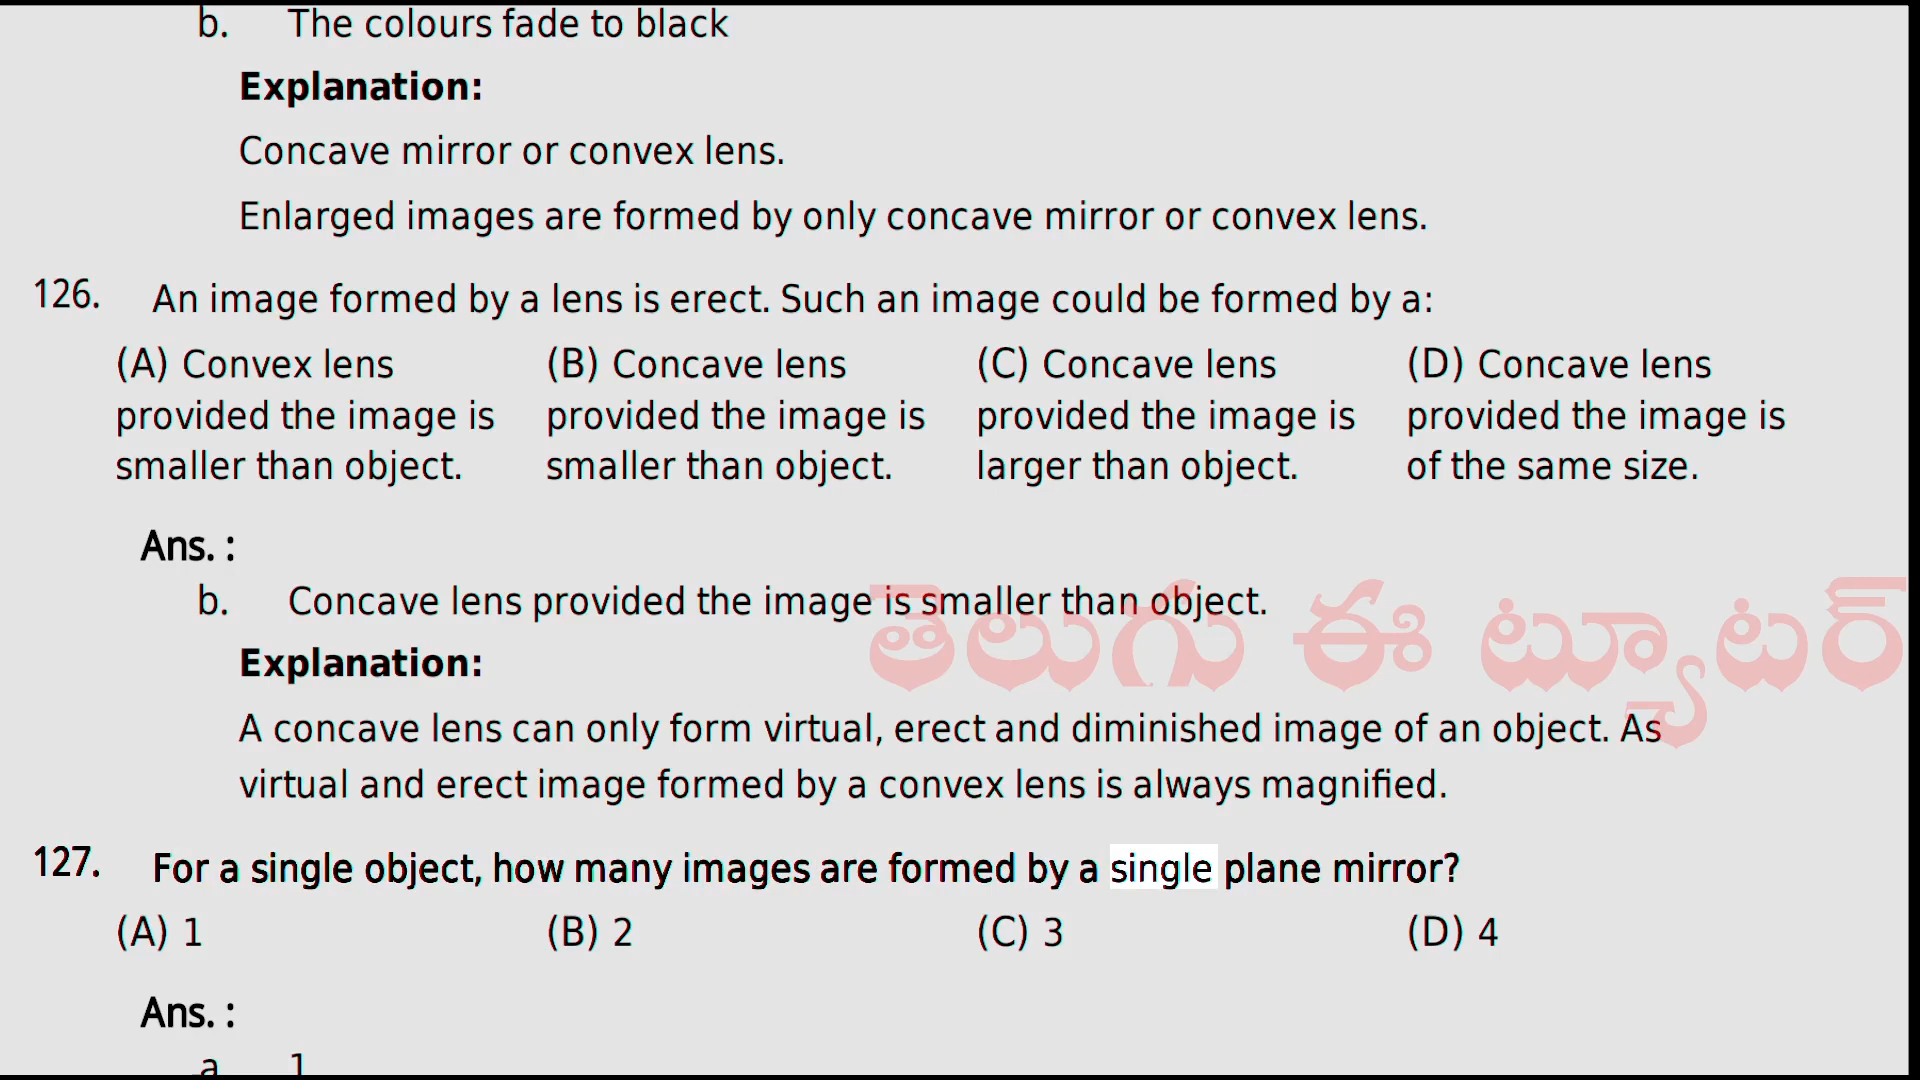 b. The colours fade to black
Explanation:
Concave mirror or convex lens.
Enlarged images are formed by only concave mirror or convex lens.
126. An image formed by a lens is erect. Such an image could be formed by a:
(A) Convex lens provided the image is smaller than object.
(B) Concave lens provided the image is smaller than object.
(C) Concave lens provided the image is larger than object.
(D) Concave lens provided the image is of the same size.
Ans. :
b. Concave lens provided the image is smaller than object.
తెలుగు ఈ ట్యూటర్
Explanation:
A concave lens can only form virtual, erect and diminished image of an object. As
virtual and erect image formed by a convex lens is always magnified.
127. For a single object, how many images are formed by a single plane mirror?
(A) 1 (B) 2 (C) 3 (D) 4
Ans. :
a. 1